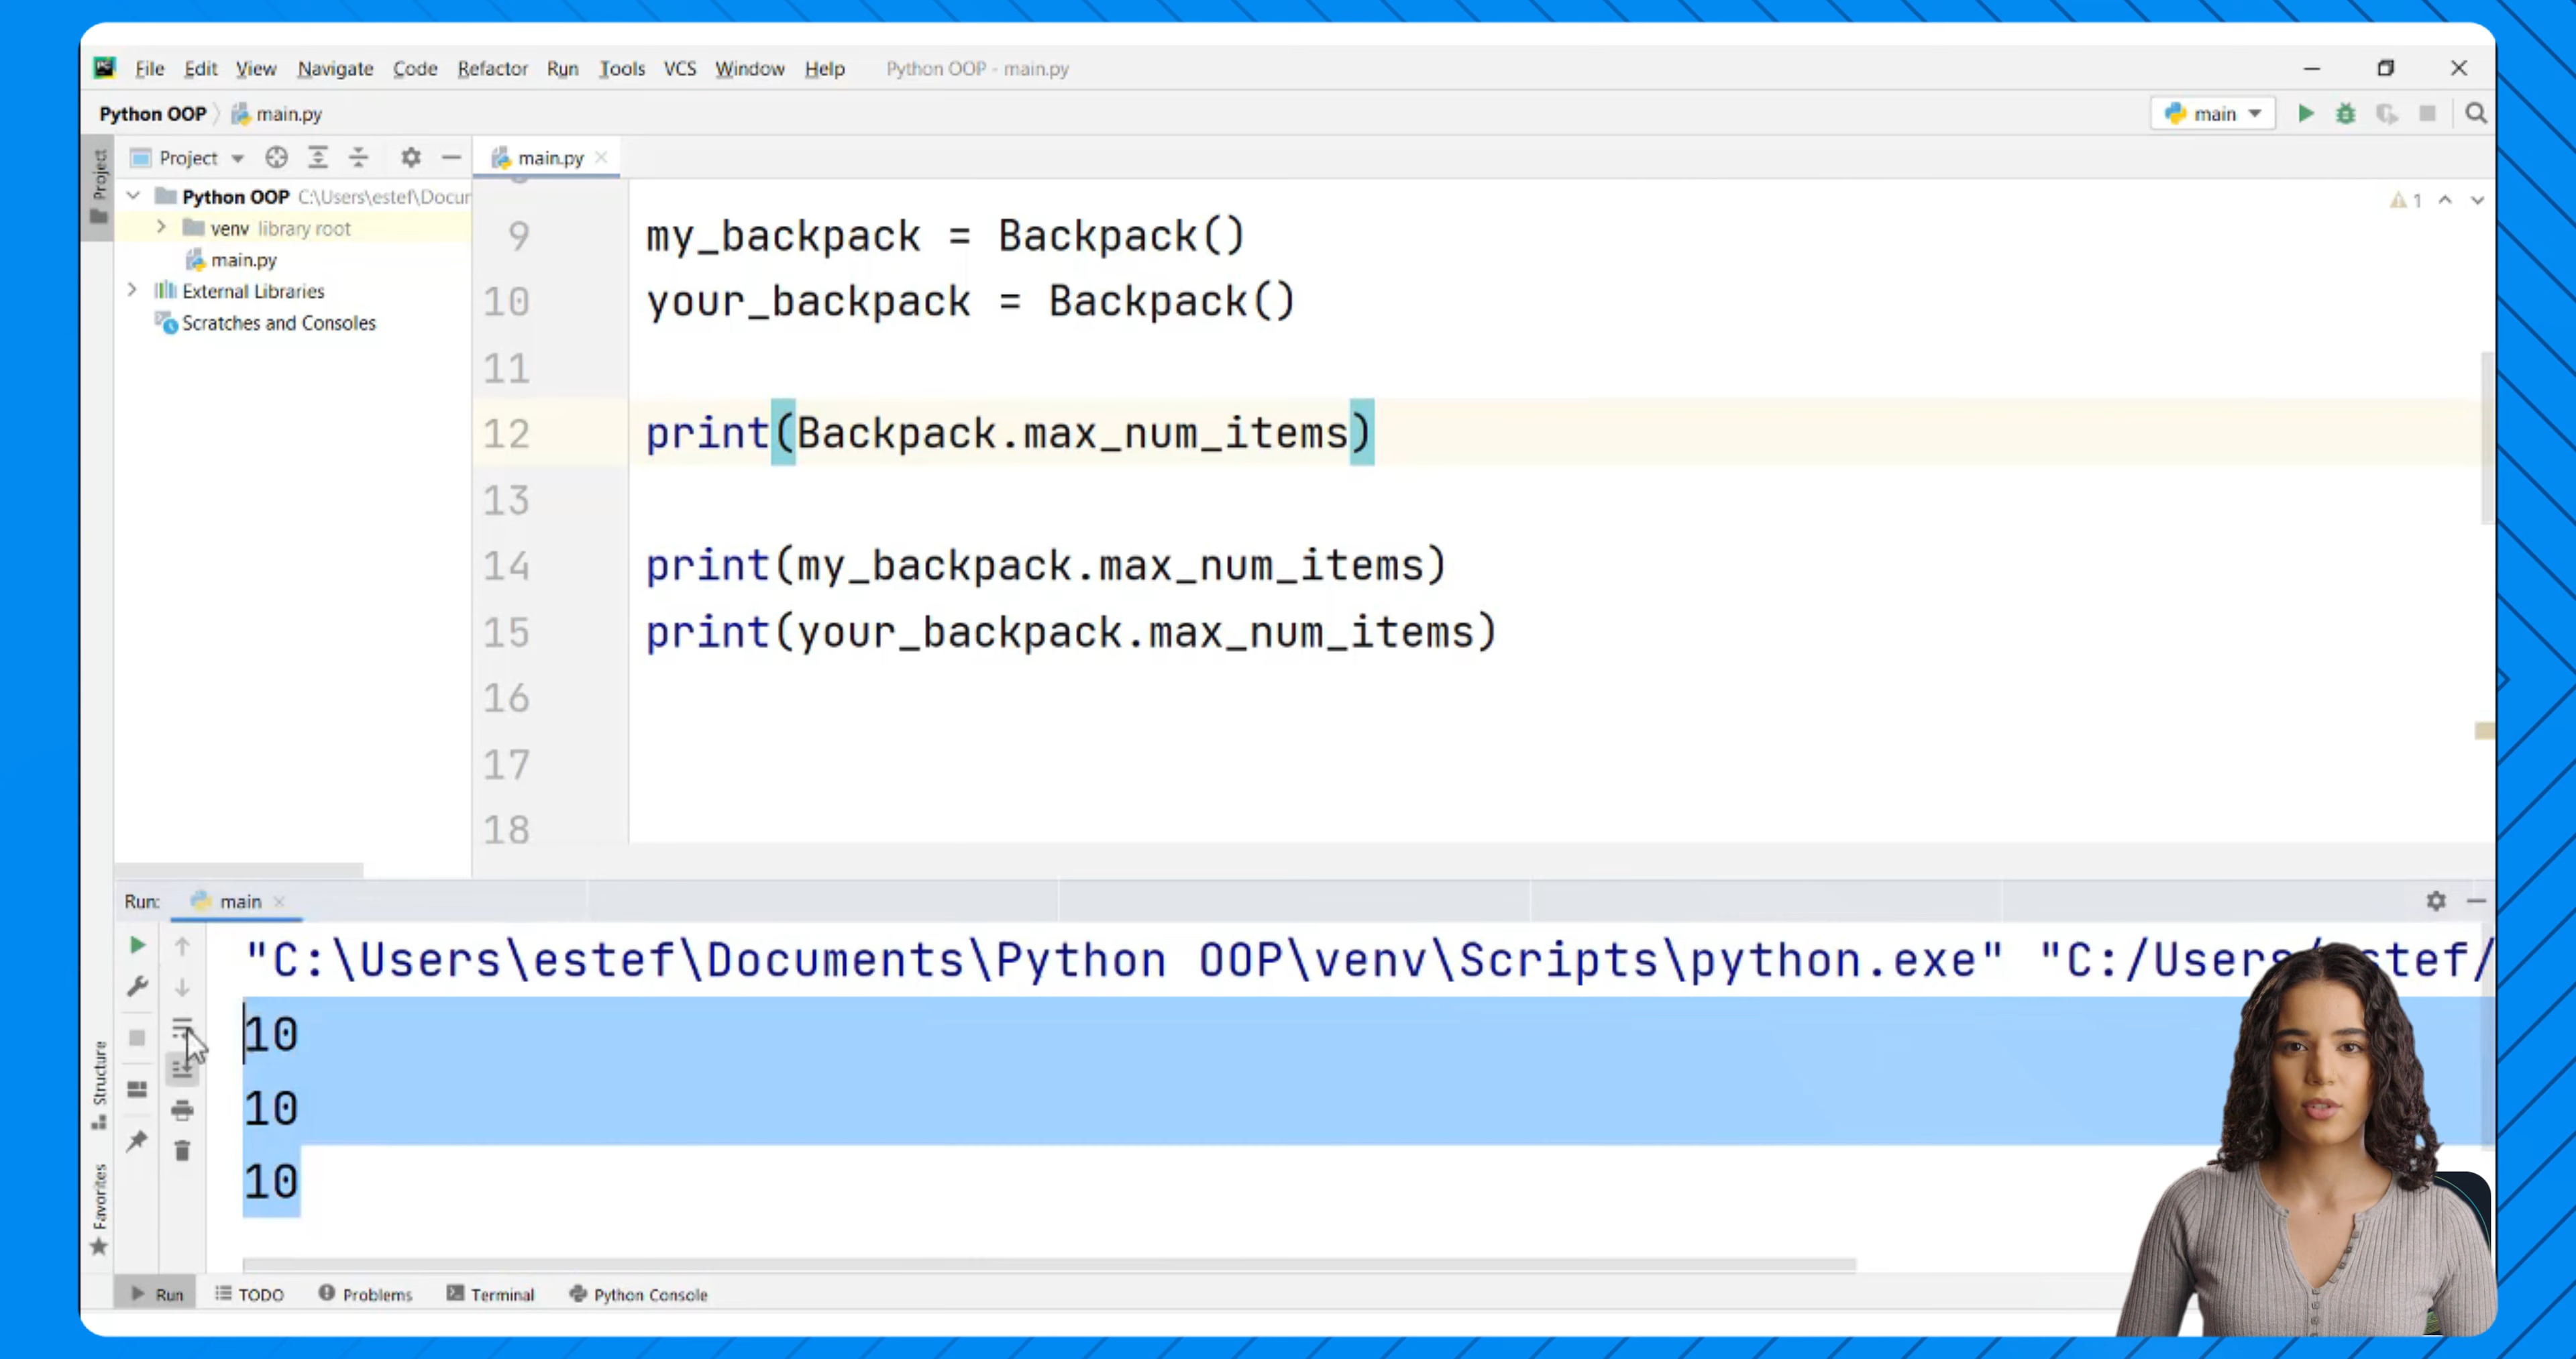 File Edit View Navigate Code Refactor Run Tools VCS Window Help Python OOP - main.py
Python OOP main.py main
Project
Project main.py
Python OOP C:\Users\estef\Docur
venv library root
main.py
External Libraries
Scratches and Consoles
1
9 my_backpack = Backpack()
10 your_backpack = Backpack()
11
12 print(Backpack.max_num_items)
13
14 print(my_backpack.max_num_items)
15 print(your_backpack.max_num_items)
16
17
18
Run: main
"C:\Users\estef\Documents\Python OOP\venv\Scripts\python.exe" "C:/Users/estef/
10
10
10
Structure
Favorites
Run TODO Problems Terminal Python Console